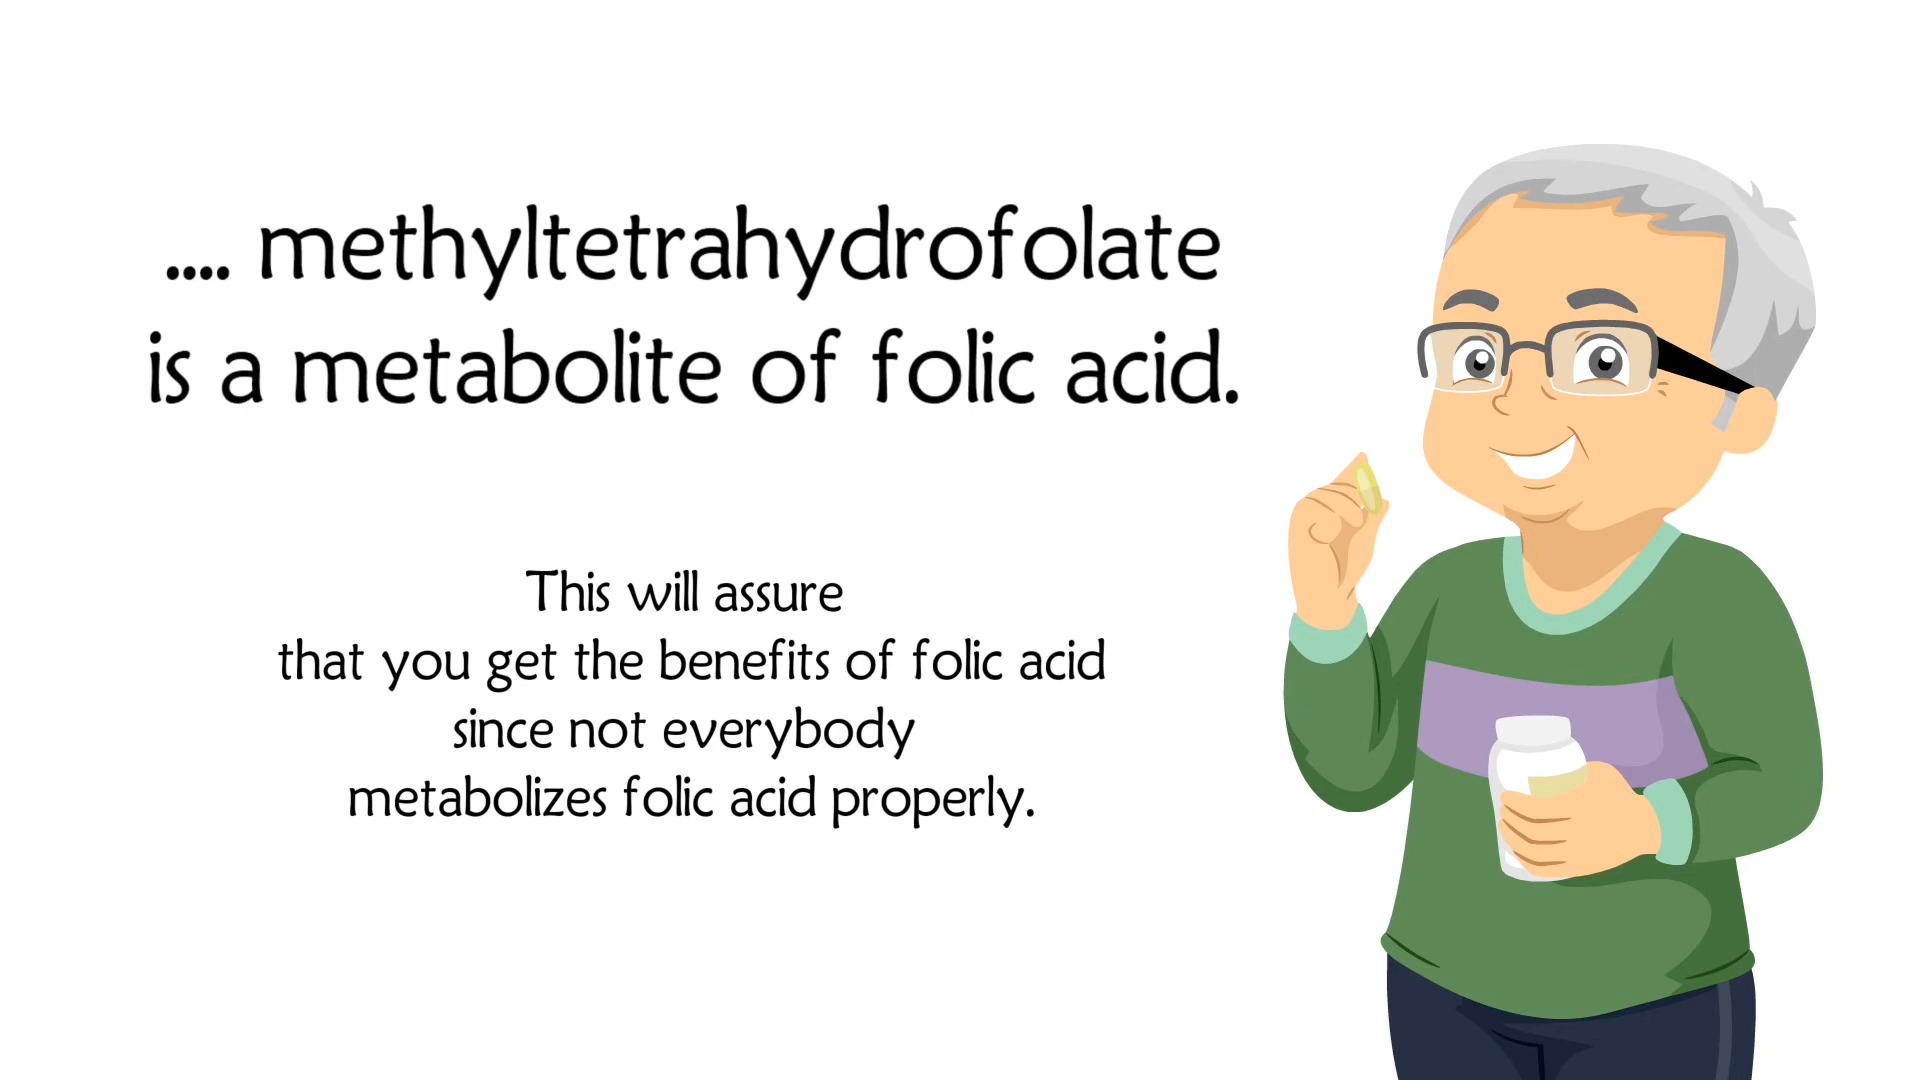 .... methyltetrahydrofolate
is a metabolite of folic acid.
This will assure
that you get the benefits of folic acid
since not everybody
metabolizes folic acid properly.